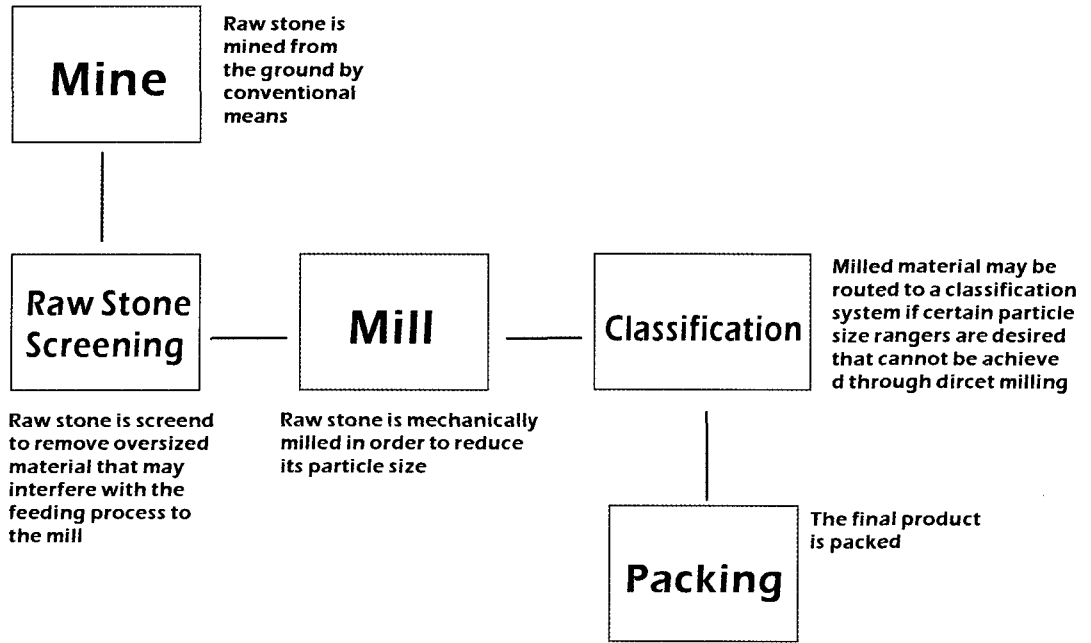 Mine
Raw stone is
mined from
the ground by
conventional
means
Raw Stone
Screening
Raw stone is screend
to remove oversized
material that may
interfere with the
feeding process to
the mill
Mill
Raw stone is mechanically
milled in order to reduce
its particle size
Classification
Milled material may be
routed to a classification
system if certain particle
size rangers are desired
that cannot be achieve
d through dircet milling
Packing
The final product
is packed